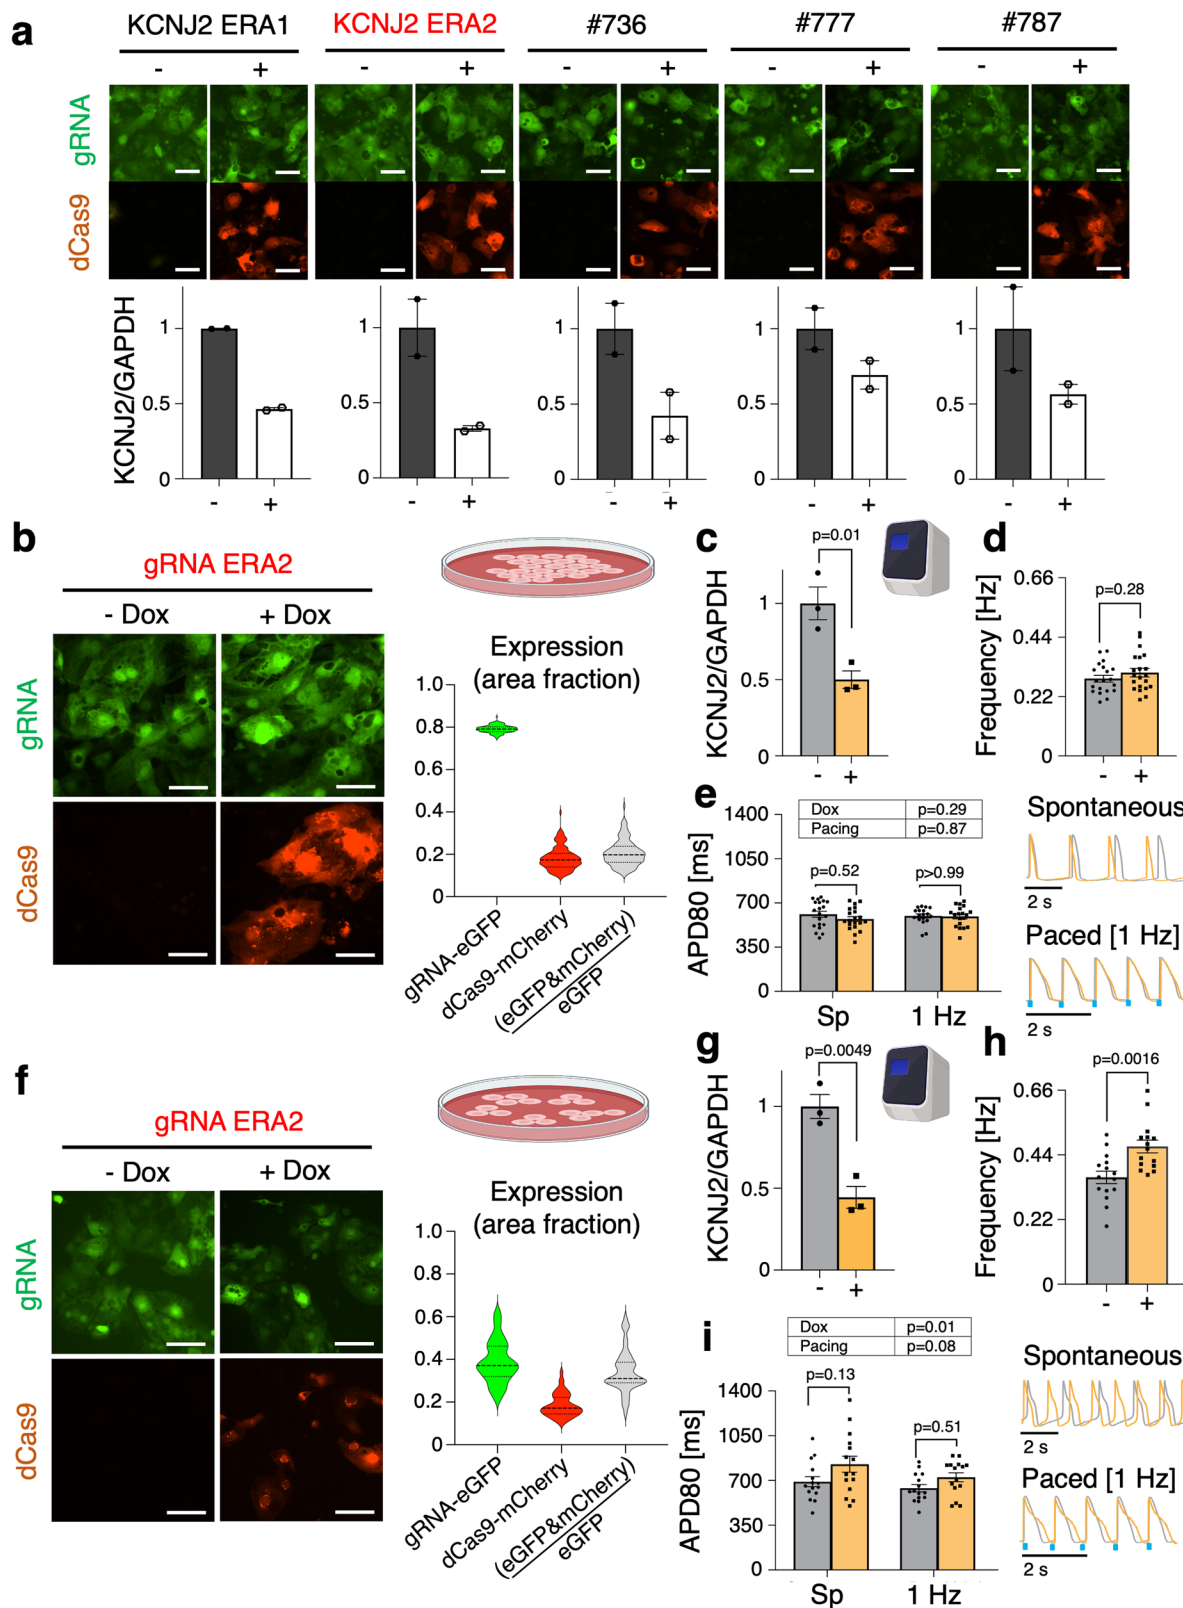 a
KCNJ2 ERA1
KCNJ2 ERA2
#736
#777
#787
- + - + - + - + - +
gRNA
dCas9
KCNJ2/GAPDH
1 1 1 1 1
0.5 0.5 0.5 0.5 0.5
0 0 0 0 0
- + - + - + - + - +
b
gRNA ERA2
- Dox + Dox
gRNA
dCas9
Expression
(area fraction)
1.0
0.8
0.6
0.4
0.2
0
gRNA-eGFP
dCas9-mCherry
(eGFP&mCherry)
eGFP
c
p=0.01
KCNJ2/GAPDH
1
0.5
0
- +
d
Frequency [Hz]
0.66
0.44
0.22
0
p=0.28
- +
e
APD80 [ms]
1400
1050
700
350
0
Dox p=0.29
Pacing p=0.87
p=0.52
p>0.99
Sp 1 Hz
Spontaneous
2 s
Paced [1 Hz]
2 s
f
gRNA ERA2
- Dox + Dox
gRNA
dCas9
Expression
(area fraction)
1.0
0.8
0.6
0.4
0.2
0
gRNA-eGFP
dCas9-mCherry
(eGFP&mCherry)
eGFP
g
p=0.0049
KCNJ2/GAPDH
1
0.5
0
- +
h
p=0.0016
Frequency [Hz]
0.66
0.44
0.22
0
- +
i
Dox p=0.01
Pacing p=0.08
p=0.13
p=0.51
APD80 [ms]
1400
1050
700
350
0
Sp 1 Hz
Spontaneous
2 s
Paced [1 Hz]
2 s